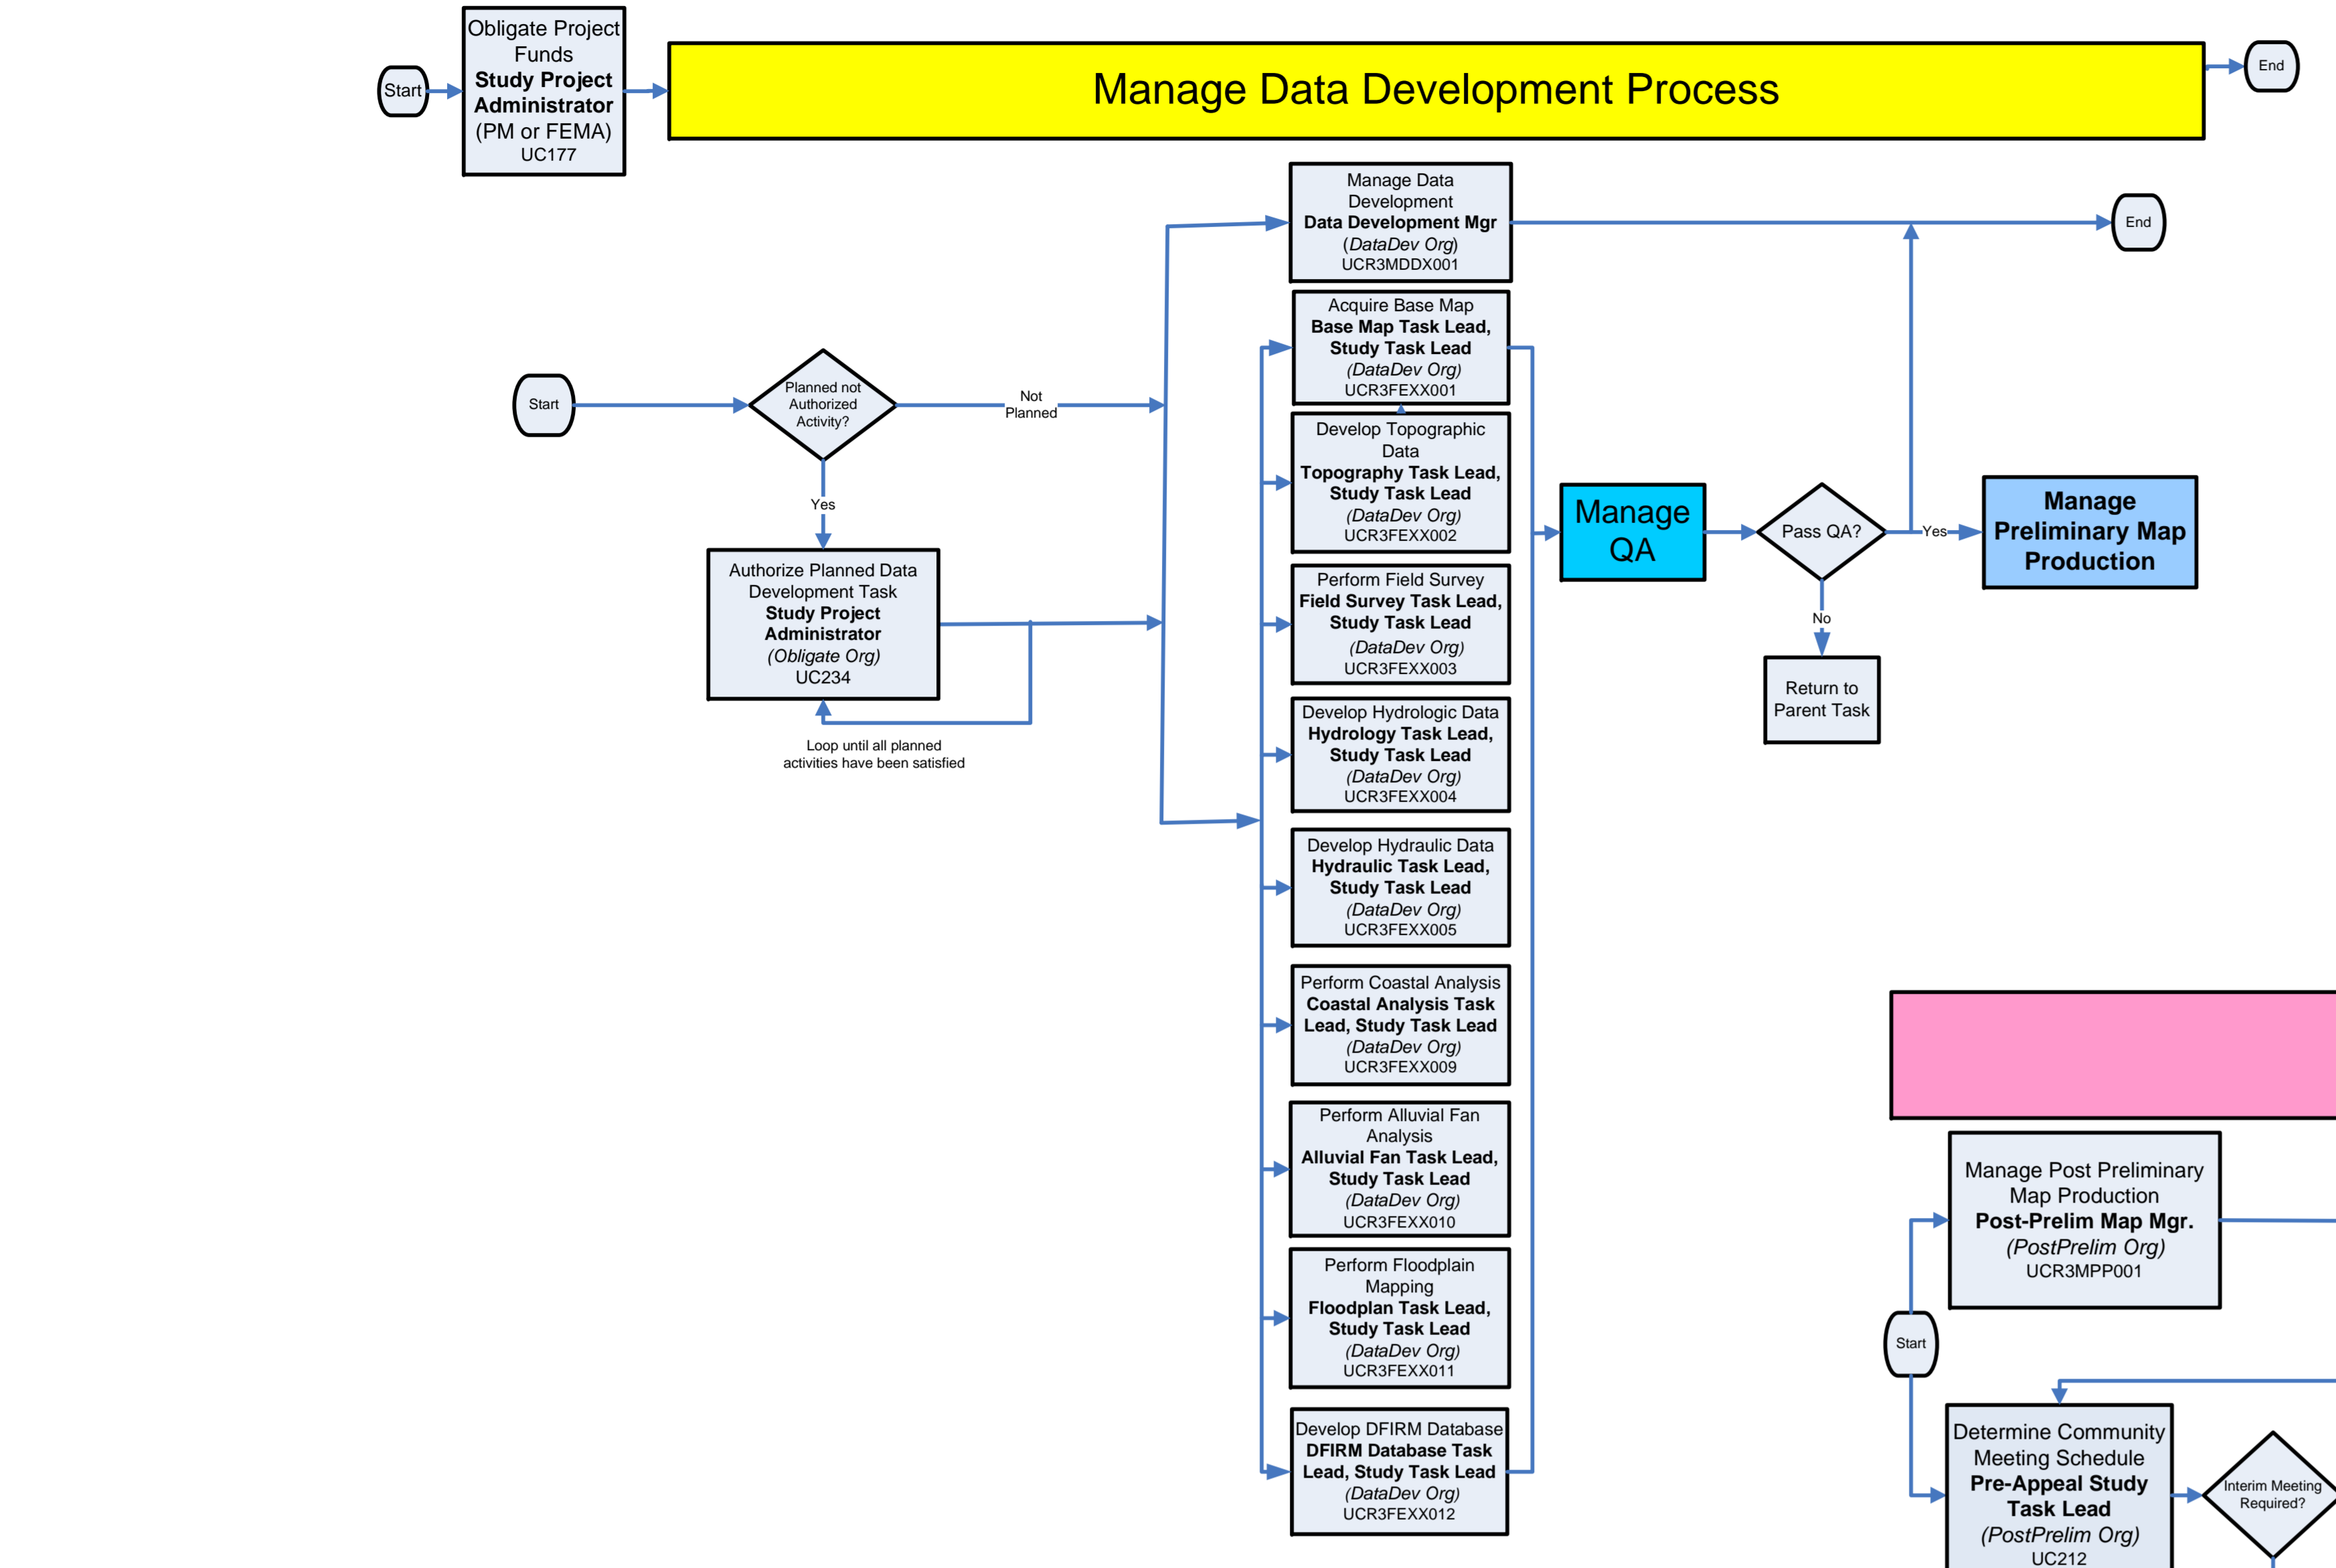 Obligate Project
Funds
Study Project
Administrator
(PM or FEMA)
UC177
Start
Manage Data Development Process
End
Manage Data
Development
Data Development Mgr
(DataDev Org)
UCR3MDDX001
End
Acquire Base Map
Base Map Task Lead,
Study Task Lead
(DataDev Org)
UCR3FEXX001
Start
Planned not
Authorized
Activity?
Not
Planned
Yes
Develop Topographic
Data
Topography Task Lead,
Study Task Lead
(DataDev Org)
UCR3FEXX002
Manage
QA
Pass QA?
Yes
Manage
Preliminary Map
Production
No
Return to
Parent Task
Authorize Planned Data
Development Task
Study Project
Administrator
(Obligate Org)
UC234
Loop until all planned
activities have been satisfied
Perform Field Survey
Field Survey Task Lead,
Study Task Lead
(DataDev Org)
UCR3FEXX003
Develop Hydrologic Data
Hydrology Task Lead,
Study Task Lead
(DataDev Org)
UCR3FEXX004
Develop Hydraulic Data
Hydraulic Task Lead,
Study Task Lead
(DataDev Org)
UCR3FEXX005
Perform Coastal Analysis
Coastal Analysis Task
Lead, Study Task Lead
(DataDev Org)
UCR3FEXX009
Perform Alluvial Fan
Analysis
Alluvial Fan Task Lead,
Study Task Lead
(DataDev Org)
UCR3FEXX010
Perform Floodplain
Mapping
Floodplan Task Lead,
Study Task Lead
(DataDev Org)
UCR3FEXX011
Develop DFIRM Database
DFIRM Database Task
Lead, Study Task Lead
(DataDev Org)
UCR3FEXX012
Manage Post Preliminary
Map Production
Post-Prelim Map Mgr.
(PostPrelim Org)
UCR3MPP001
Start
Determine Community
Meeting Schedule
Pre-Appeal Study
Task Lead
(PostPrelim Org)
UC212
Interim Meeting
Required?